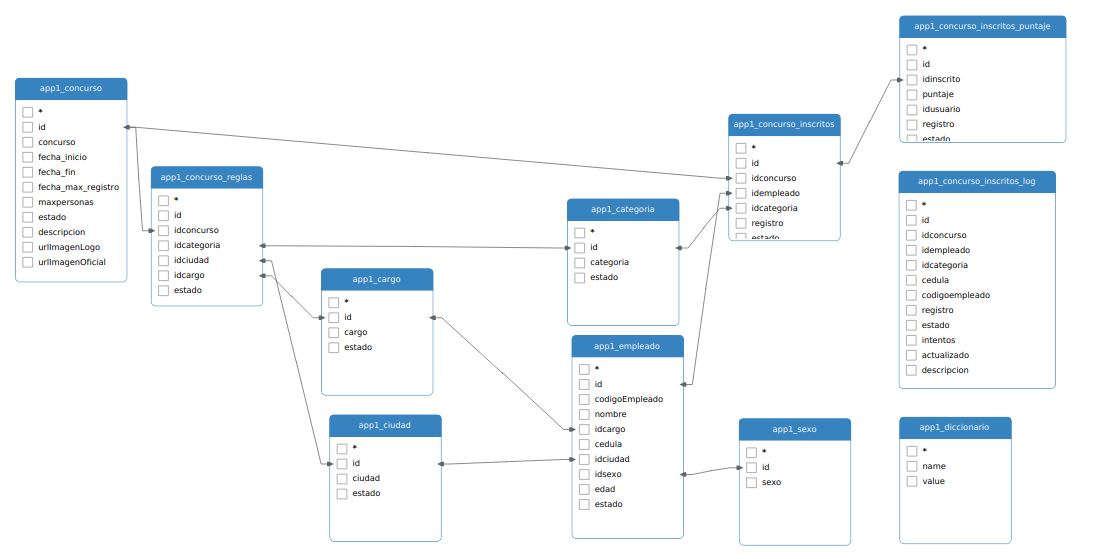 app1_concurso
*
id
concurso
fecha_inicio
fecha_fin
fecha_max_registro
maxpersonas
estado
descripcion
urlImagenLogo
urlImagenOficial
app1_concurso_reglas
*
id
idconcurso
idcategoria
idciudad
idcargo
estado
app1_cargo
*
id
cargo
estado
app1_ciudad
*
id
ciudad
estado
app1_categoria
*
id
categoria
estado
app1_empleado
*
id
codigoEmpleado
nombre
idcargo
cedula
idciudad
idsexo
edad
estado
app1_concurso_inscritos
*
id
idconcurso
idempleado
idcategoria
registro
estado
app1_sexo
*
id
sexo
app1_concurso_inscritos_puntaje
*
id
idinscrito
puntaje
idusuario
registro
estado
app1_concurso_inscritos_log
*
id
idconcurso
idempleado
idcategoria
cedula
codigoempleado
registro
estado
intentos
actualizado
descripcion
app1_diccionario
*
name
value